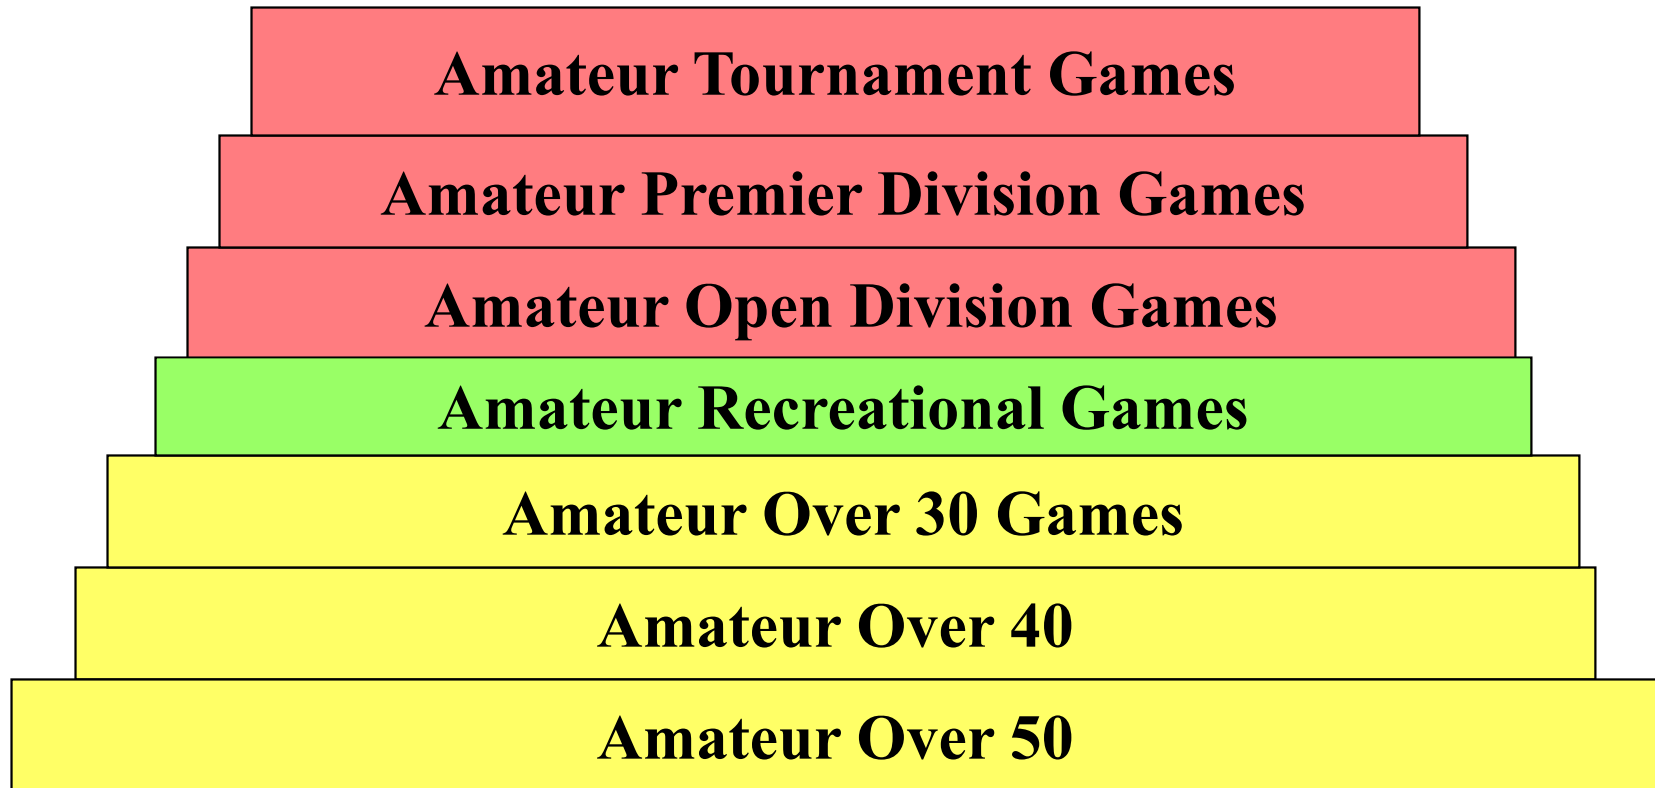 Amateur Tournament Games
Amateur Premier Division Games
Amateur Open Division Games
Amateur Recreational Games
Amateur Over 30 Games
Amateur Over 40
Amateur Over 50